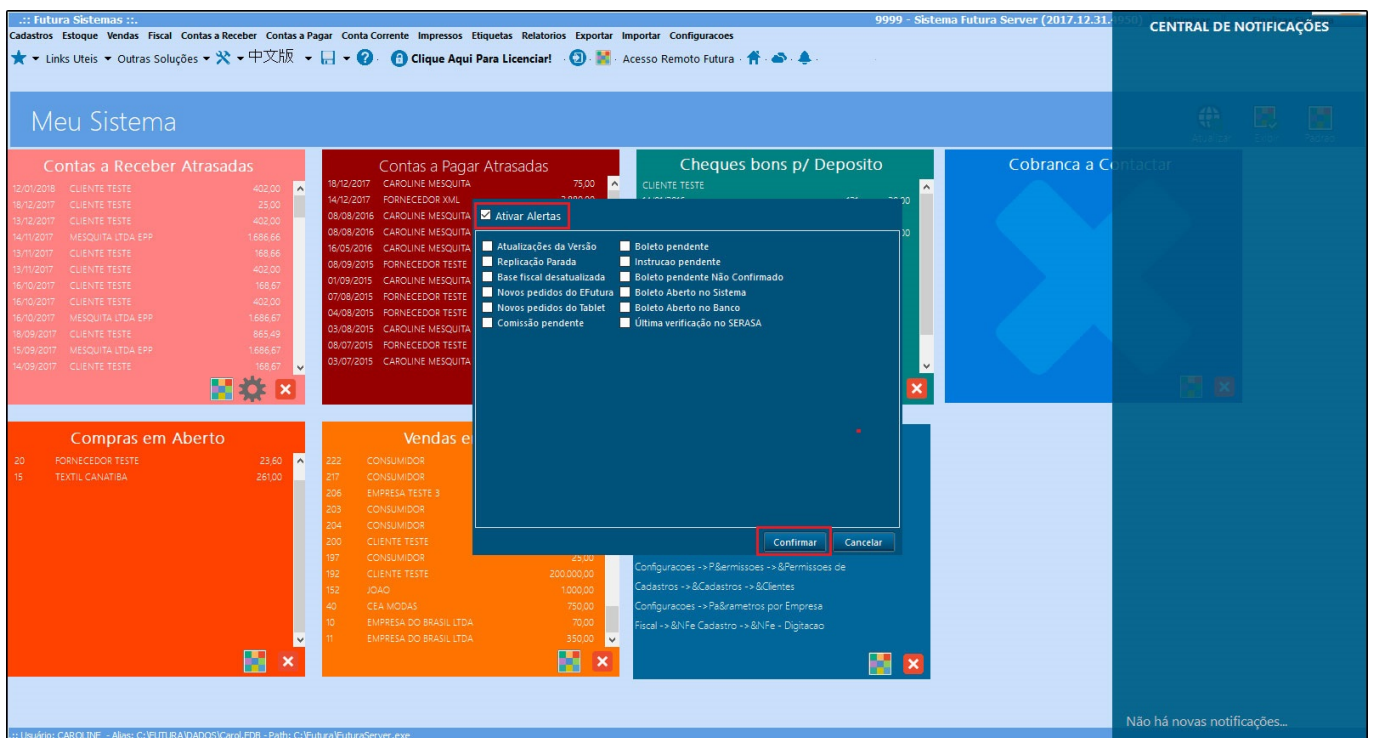 .:: Futura Sistemas ::.
9999 - Sistema Futura Server (2017.12.31.4950)
CENTRAL DE NOTIFICAÇÕES
Cadastros Estoque Vendas Fiscal Contas a Receber Contas a Pagar Conta Corrente Impressos Etiquetas Relatorios Exportar Importar Configuracoes
Links Uteis Outras Soluções 中文版 Clique Aqui Para Licenciar! Acesso Remoto Futura
Meu Sistema
Contas a Receber Atrasadas
12/01/2018 CLIENTE TESTE 402,00
18/12/2017 CLIENTE TESTE 25,00
13/12/2017 CLIENTE TESTE 402,00
14/11/2017 MESQUITA LTDA EPP 1.686,66
13/11/2017 CLIENTE TESTE 168,66
13/11/2017 CLIENTE TESTE 402,00
16/10/2017 CLIENTE TESTE 168,67
16/10/2017 CLIENTE TESTE 402,00
16/10/2017 MESQUITA LTDA EPP 1.686,67
18/09/2017 CLIENTE TESTE 865,49
15/09/2017 MESQUITA LTDA EPP 1.686,67
14/09/2017 CLIENTE TESTE 168,67
Contas a Pagar Atrasadas
18/12/2017 CAROLINE MESQUITA 75,00
14/12/2017 FORNECEDOR XML
08/08/2016 CAROLINE MESQUITA
08/08/2016 CAROLINE MESQUITA
16/05/2016 CAROLINE MESQUITA
08/09/2015 FORNECEDOR TESTE
01/09/2015 CAROLINE MESQUITA
07/08/2015 FORNECEDOR TESTE
04/08/2015 FORNECEDOR TESTE
03/08/2015 CAROLINE MESQUITA
08/07/2015 FORNECEDOR TESTE
03/07/2015 CAROLINE MESQUITA
Cheques bons p/ Deposito
CLIENTE TESTE
Cobranca a Contactar
Ativar Alertas
Atualizações da Versão
Replicação Parada
Base fiscal desatualizada
Novos pedidos do EFutura
Novos pedidos do Tablet
Comissão pendente
Boleto pendente
Instrucao pendente
Boleto pendente Não Confirmado
Boleto Aberto no Sistema
Boleto Aberto no Banco
Última verificação no SERASA
Confirmar Cancelar
Compras em Aberto
20 FORNECEDOR TESTE 23,60
15 TEXTIL CANATIBA 261,00
Vendas e
222 CONSUMIDOR
217 CONSUMIDOR
206 EMPRESA TESTE 3
203 CONSUMIDOR
204 CONSUMIDOR
200 CLIENTE TESTE
197 CONSUMIDOR 25,00
192 CLIENTE TESTE 200.000,00
152 JOAO 1.000,00
40 CEA MODAS 750,00
10 EMPRESA DO BRASIL LTDA 70,00
11 EMPRESA DO BRASIL LTDA 350,00
Configuracoes -> P&ermissoes -> &Permissoes de
Cadastros -> &Cadastros -> &Clientes
Configuracoes -> Pa&rametros por Empresa
Fiscal -> &NFe Cadastro -> &NFe - Digitacao
Não há novas notificações...
:: Usuário: CAROLINE - Alias: C:\FUTURA\DADOS\Carol.FDB - Path: C:\Futura\FuturaServer.exe